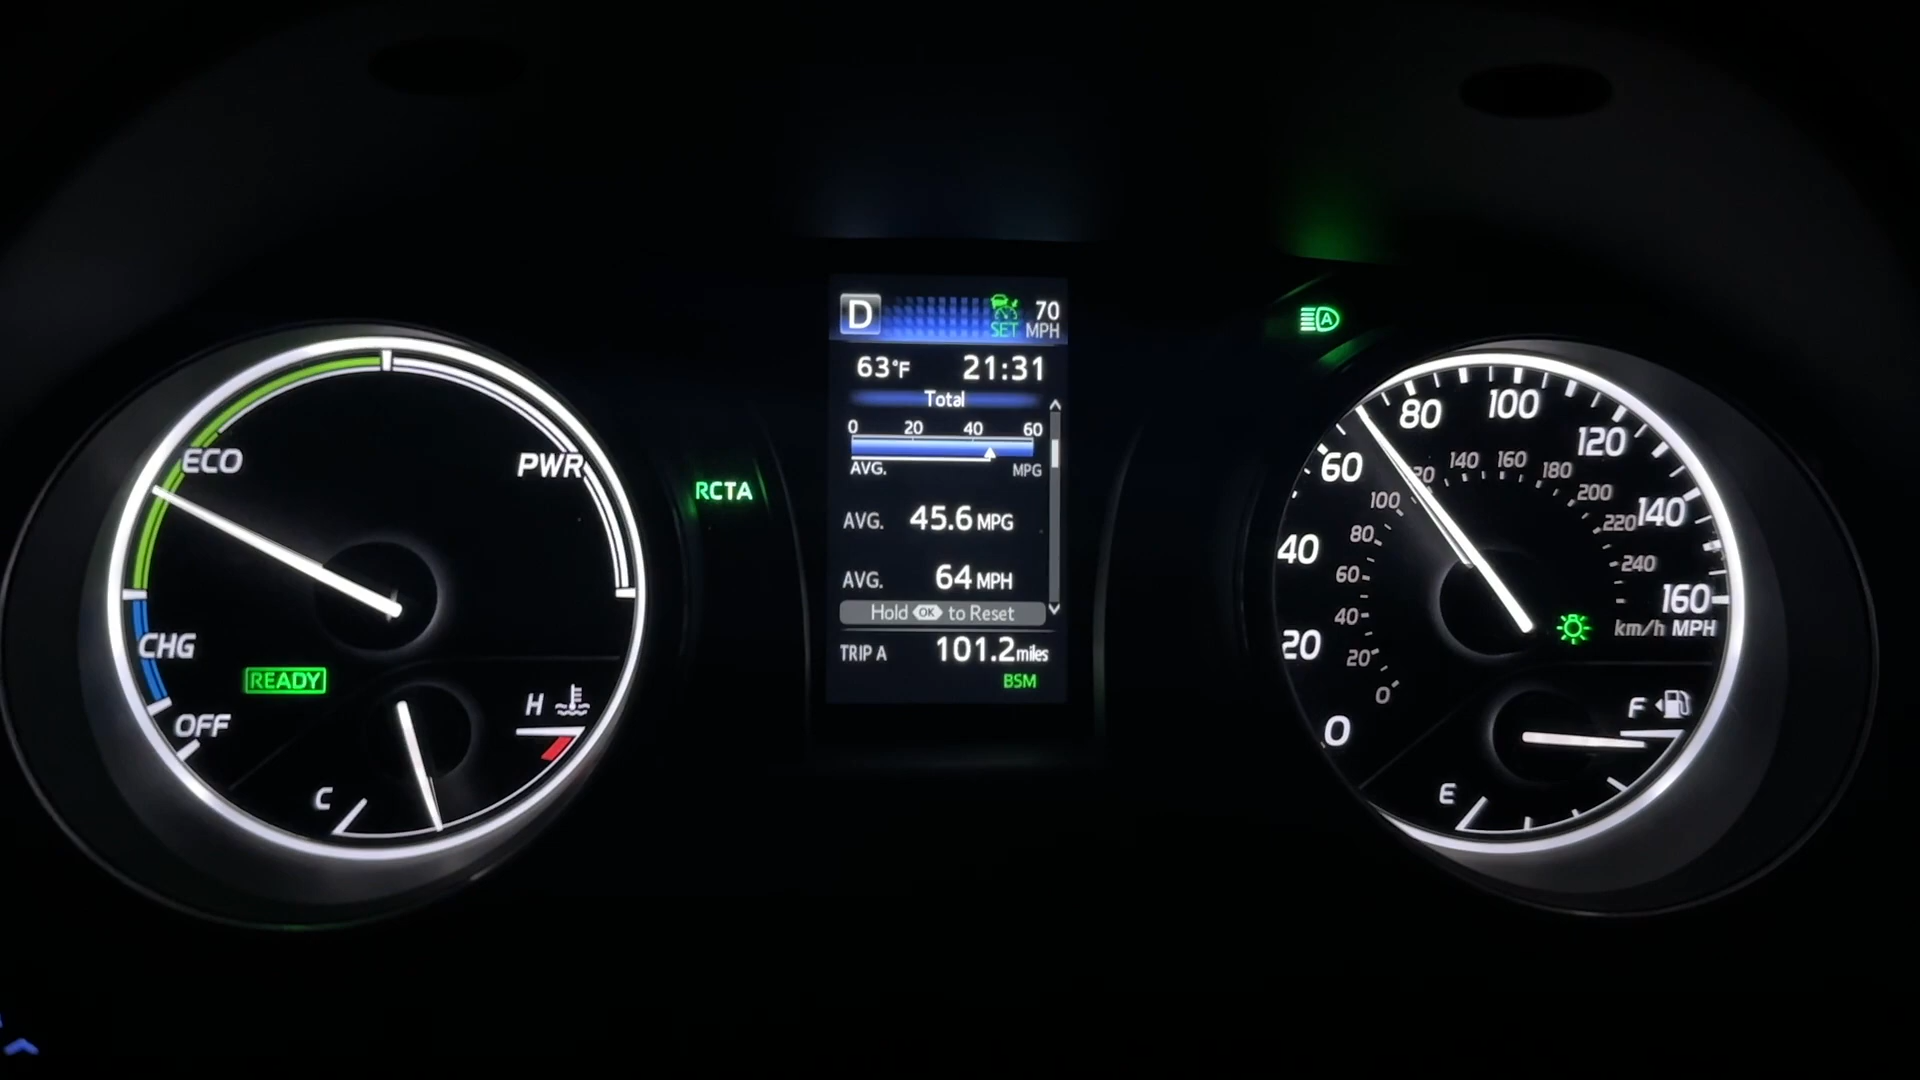 D
70
SET MPH
63°F 21:31
Total
0 20 40 60
AVG. MPG
AVG. 45.6 MPG
AVG. 64 MPH
Hold OK to Reset
TRIP A 101.2 miles
BSM
ECO
PWR
CHG
READY
OFF
H
C
RCTA
A
0
20
40
60
80
100
120
140
160
km/h MPH
0
20
40
60
80
100
140
160
180
200
220
240
F
E